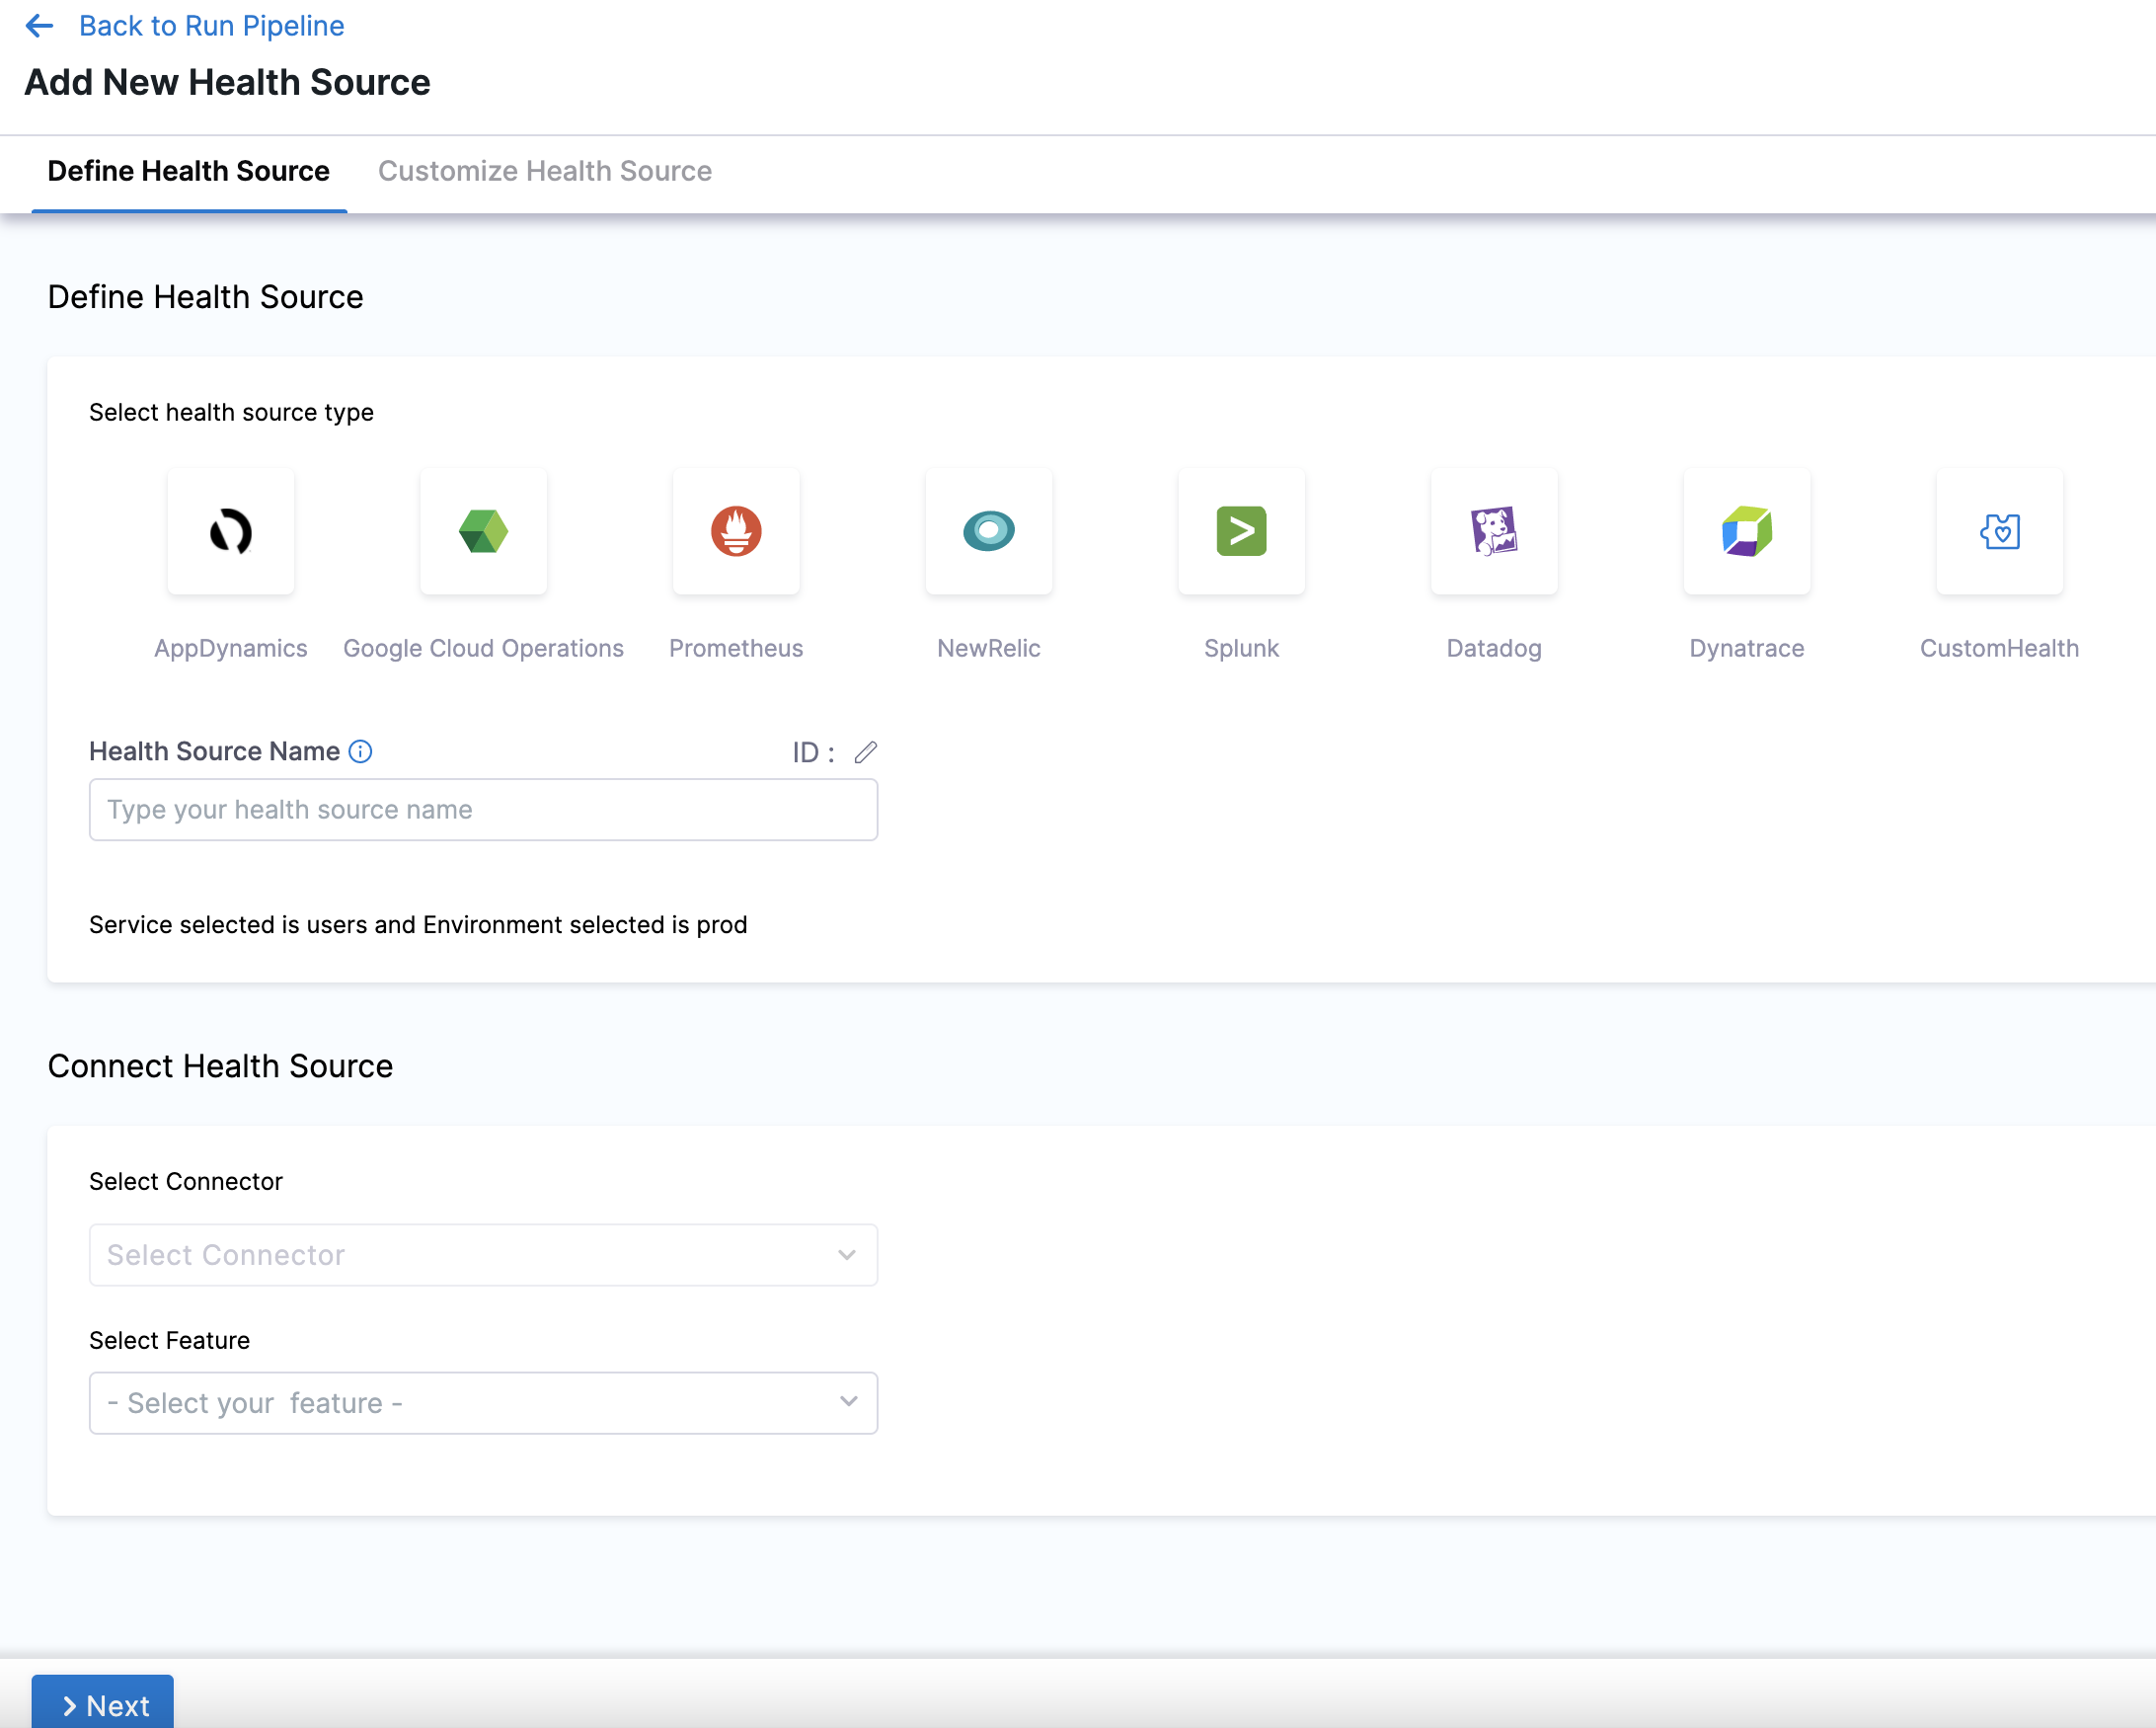 Back to Run Pipeline
Add New Health Source
Define Health Source
Customize Health Source
Define Health Source
Select health source type
AppDynamics
Google Cloud Operations
Prometheus
NewRelic
Splunk
Datadog
Dynatrace
CustomHealth
Health Source Name
ID :
Type your health source name
Service selected is users and Environment selected is prod
Connect Health Source
Select Connector
Select Connector
Select Feature
- Select your  feature -
Next